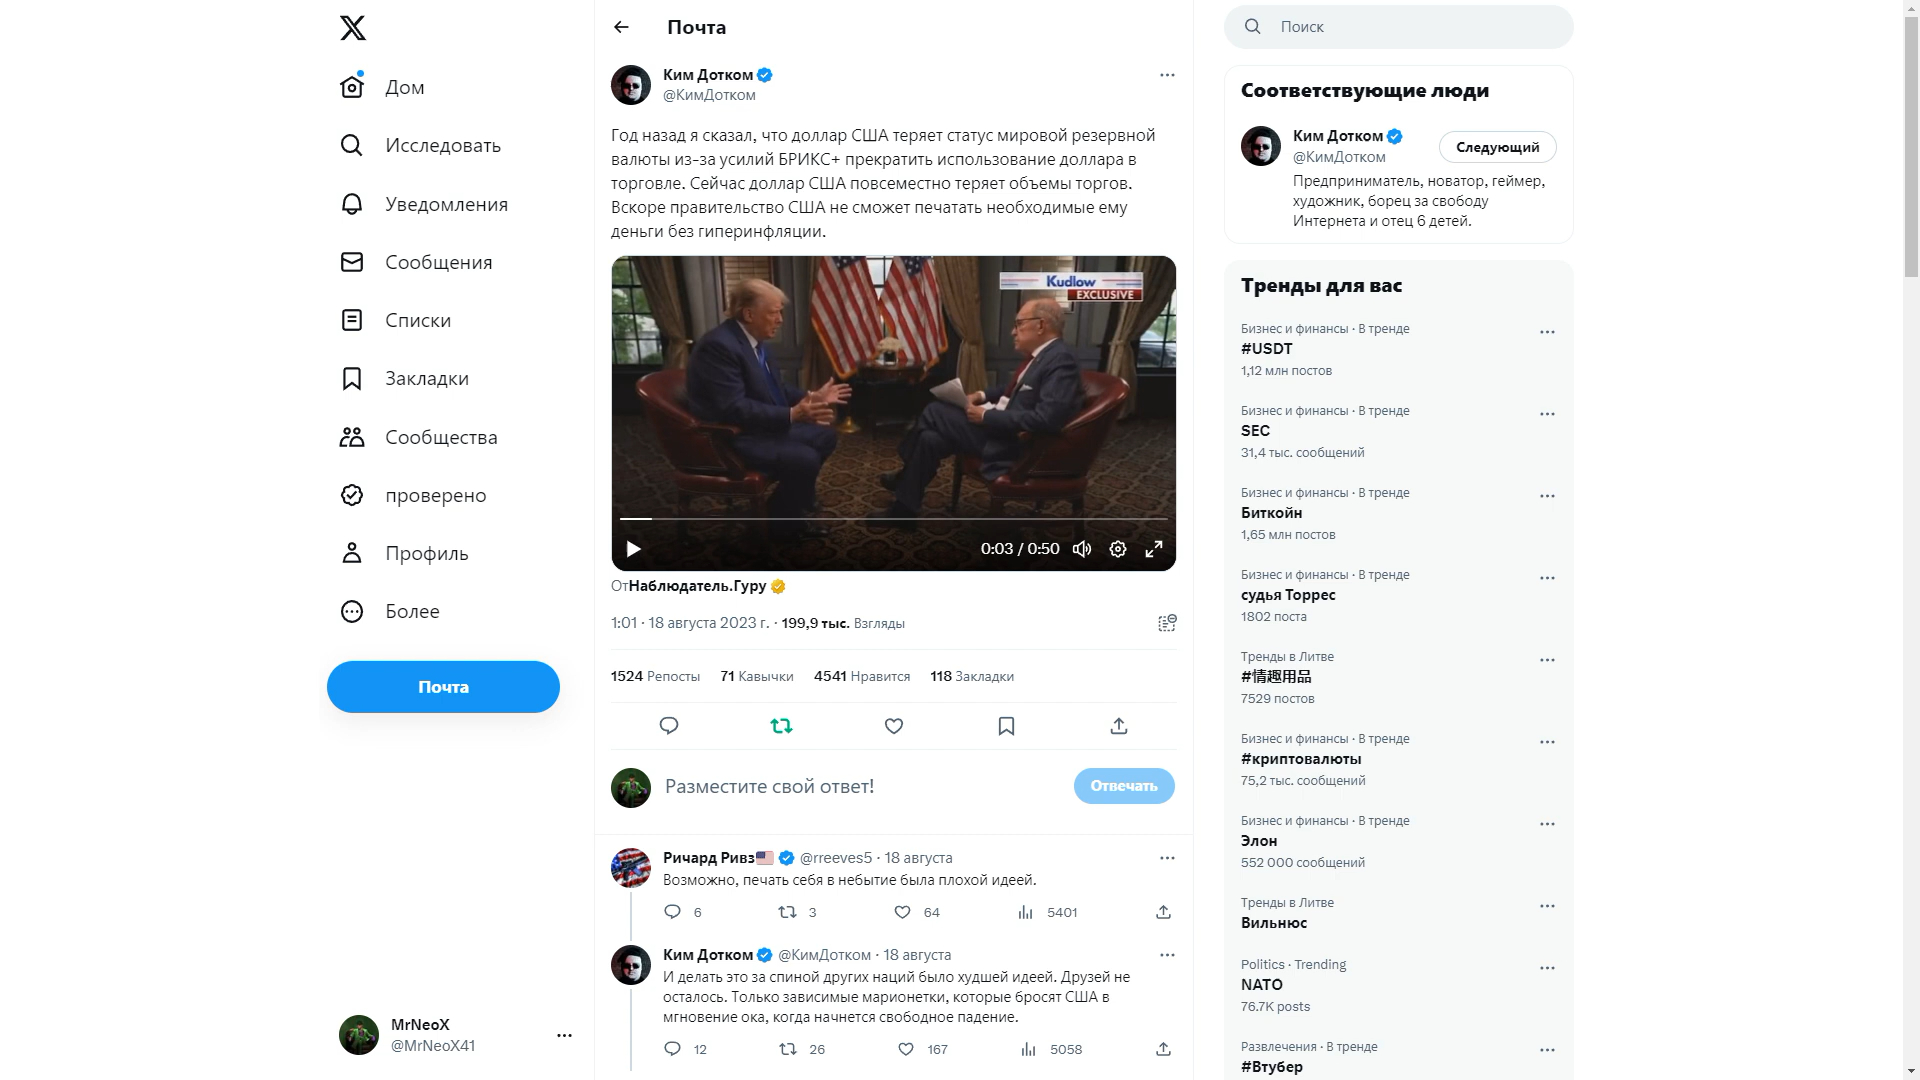 Дом
Исследовать
Уведомления
Сообщения
Списки
Закладки
Сообщества
проверено
Профиль
Более
Почта
MrNeoX
@MrNeoX41
Почта
Ким Дотком
@КимДотком
Год назад я сказал, что доллар США теряет статус мировой резервной
валюты из-за усилий БРИКС+ прекратить использование доллара в
торговле. Сейчас доллар США повсеместно теряет объемы торгов.
Вскоре правительство США не сможет печатать необходимые ему
деньги без гиперинфляции.
Kudlow
EXCLUSIVE
0:03 / 0:50
ОтНаблюдатель.Гуру
1:01 · 18 августа 2023 г. · 199,9 тыс. Взгляды
1524 Репосты 71 Кавычки 4541 Нравится 118 Закладки
Разместите свой ответ!
Отвечать
Ричард Ривз @rreeves5 · 18 августа
Возможно, печать себя в небытие была плохой идеей.
6 3 64 5401
Ким Дотком @КимДотком · 18 августа
И делать это за спиной других наций было худшей идеей. Друзей не
осталось. Только зависимые марионетки, которые бросят США в
мгновение ока, когда начнется свободное падение.
12 26 167 5058
Поиск
Соответствующие люди
Ким Дотком
@КимДотком
Следующий
Предприниматель, новатор, геймер,
художник, борец за свободу
Интернета и отец 6 детей.
Тренды для вас
Бизнес и финансы · В тренде
#USDT
1,12 млн постов
Бизнес и финансы · В тренде
SEC
31,4 тыс. сообщений
Бизнес и финансы · В тренде
Биткойн
1,65 млн постов
Бизнес и финансы · В тренде
судья Торрес
1802 поста
Тренды в Литве
#情趣用品
7529 постов
Бизнес и финансы · В тренде
#криптовалюты
75,2 тыс. сообщений
Бизнес и финансы · В тренде
Элон
552 000 сообщений
Тренды в Литве
Вильнюс
Politics · Trending
NATO
76.7K posts
Развлечения · В тренде
#Втубер